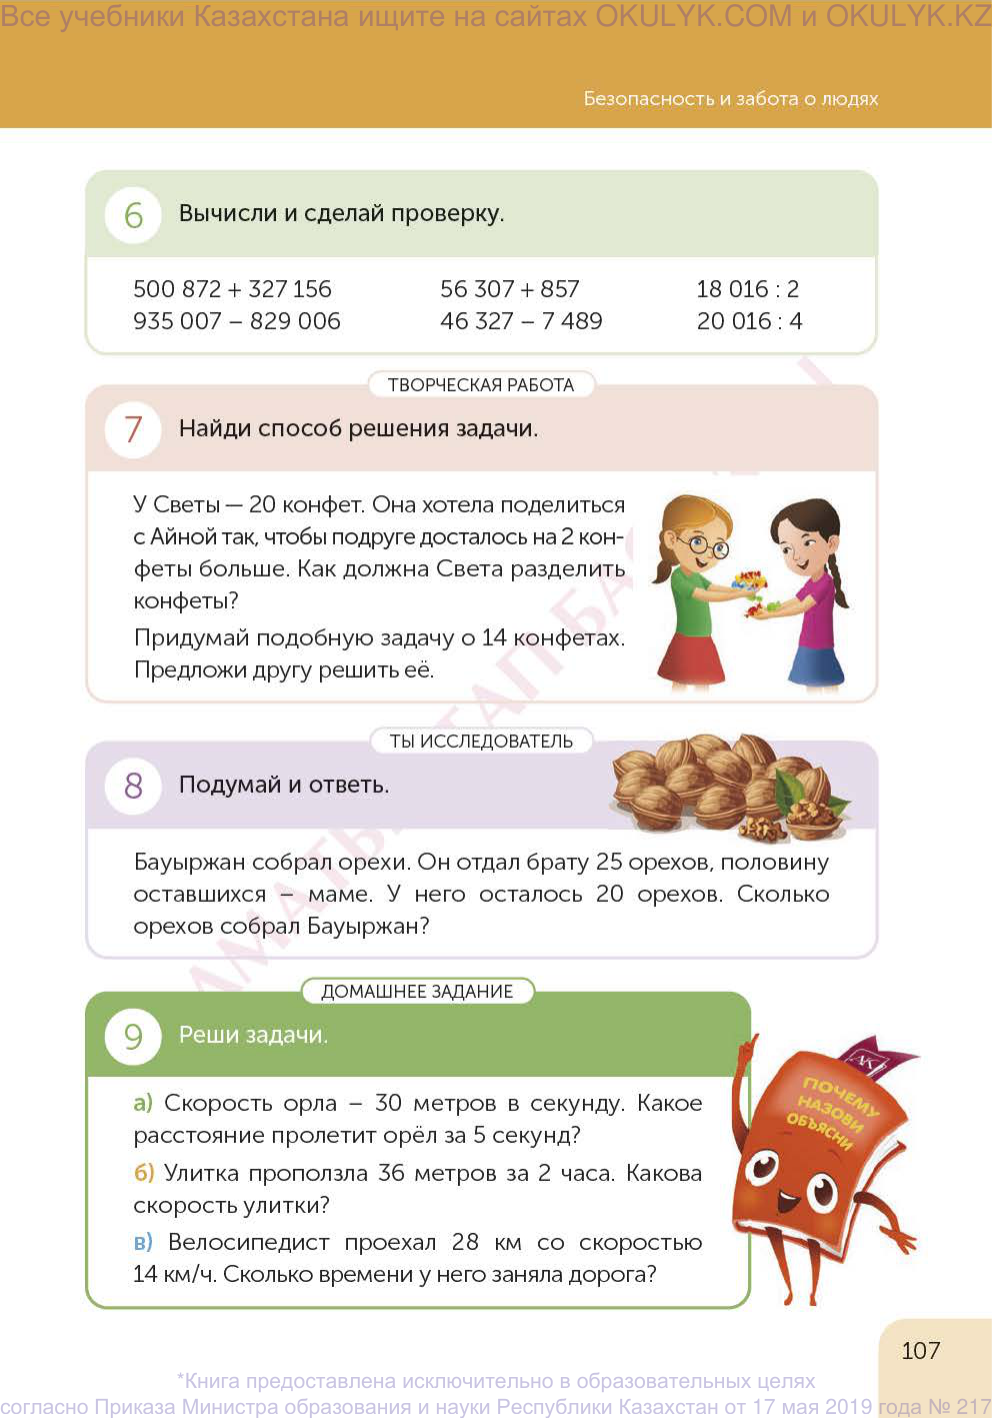 Все учебники Казахстана ищите на сайтах OKULYK.COM и OKULYK.KZ
Безопасность и забота о людях
6 Вычисли и сделай проверку.
500 872 + 327 156 56 307 + 857 18 016 : 2
935 007 – 829 006 46 327 – 7 489 20 016 : 4
ТВОРЧЕСКАЯ РАБОТА
7 Найди способ решения задачи.
У Светы — 20 конфет. Она хотела поделиться
с Айной так, чтобы подруге досталось на 2 кон-
феты больше. Как должна Света разделить
конфеты?
Придумай подобную задачу о 14 конфетах.
Предложи другу решить её.
ТЫ ИССЛЕДОВАТЕЛЬ
8 Подумай и ответь.
Бауыржан собрал орехи. Он отдал брату 25 орехов, половину
оставшихся – маме. У него осталось 20 орехов. Сколько
орехов собрал Бауыржан?
ДОМАШНЕЕ ЗАДАНИЕ
9 Реши задачи.
а) Скорость орла – 30 метров в секунду. Какое
расстояние пролетит орёл за 5 секунд?
б) Улитка проползла 36 метров за 2 часа. Какова
скорость улитки?
в) Велосипедист проехал 28 км со скоростью
14 км/ч. Сколько времени у него заняла дорога?
АК
ПОЧЕМУ
НАЗОВИ
ОБЪЯСНИ
107
*Книга предоставлена исключительно в образовательных целях
согласно Приказа Министра образования и науки Республики Казахстан от 17 мая 2019 года № 217